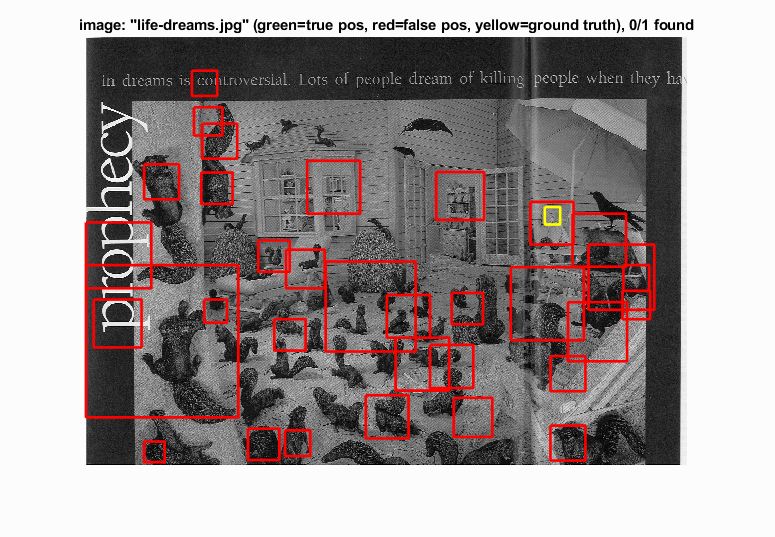 image: "life-dreams.jpg" (green=true pos, red=false pos, yellow=ground truth), 0/1 found
in dreams is controversial. Lots of people dream of killing people when they ha
prophecy